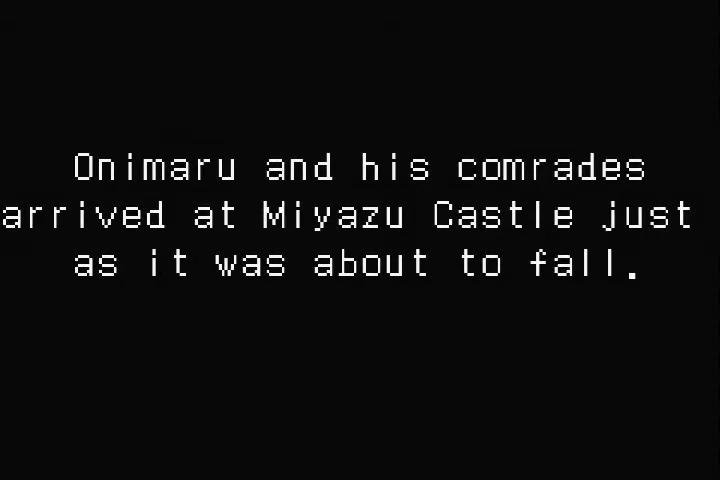 Onimaru and his comrades
arrived at Miyazu Castle just
as it was about to fall.